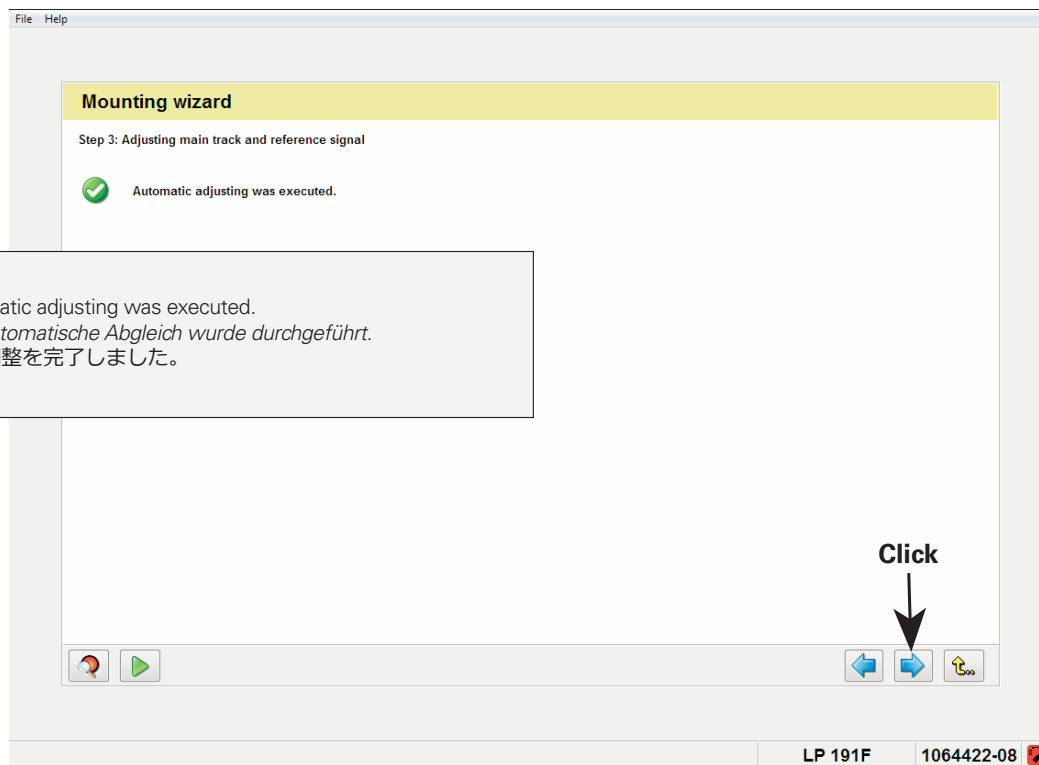 File Help
Mounting wizard
Step 3: Adjusting main track and reference signal
Automatic adjusting was executed.
atic adjusting was executed.
tomatische Abgleich wurde durchgeführt.
整を完了しました。
Click
LP 191F 1064422-08